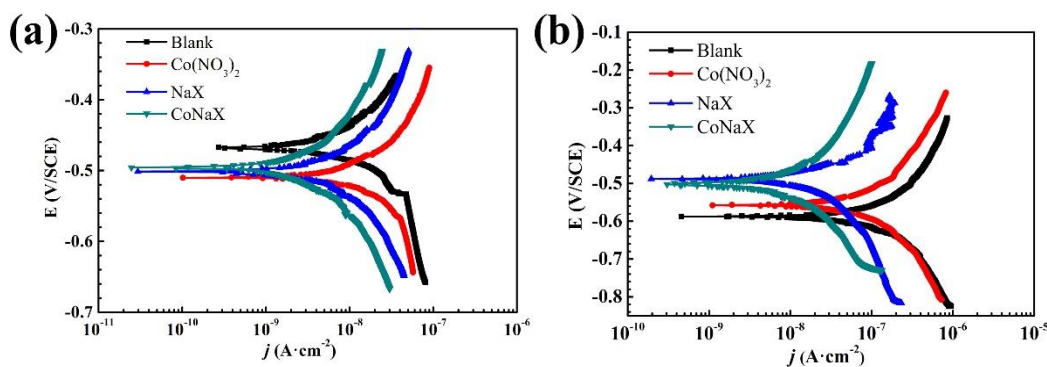 (a)
-0.3
-0.4
-0.5
-0.6
-0.7
E (V/SCE)
Blank
Co(NO₃)₂
NaX
CoNaX
10⁻¹¹ 10⁻¹⁰ 10⁻⁹ 10⁻⁸ 10⁻⁷ 10⁻⁶
j (A·cm⁻²)
(b)
-0.1
-0.2
-0.3
-0.4
-0.5
-0.6
-0.7
-0.8
E (V/SCE)
Blank
Co(NO₃)₂
NaX
CoNaX
10⁻¹⁰ 10⁻⁹ 10⁻⁸ 10⁻⁷ 10⁻⁶ 10⁻⁵
j (A·cm⁻²)